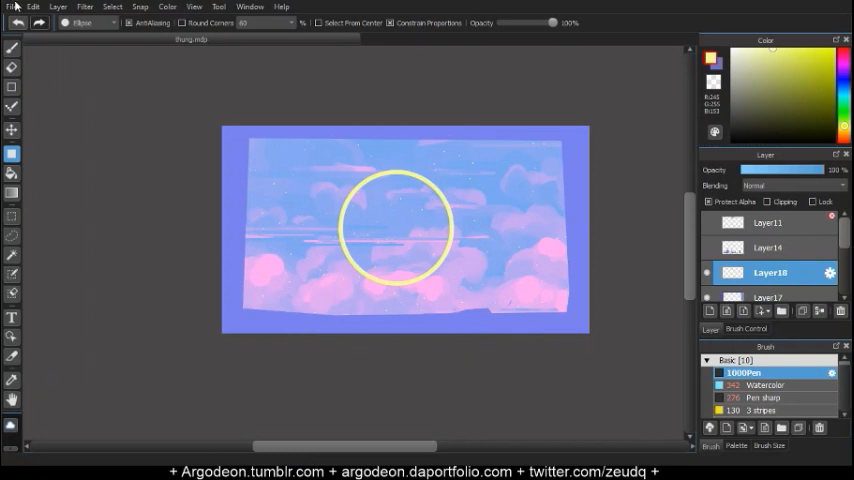 File Edit Layer Filter Select Snap Color View Tool Window Help
Ellipse AntiAliasing Round Corners 60 % Select From Center Constrain Proportions Opacity 100%
thung.mdp
Color
R:245
G:255
B:153
Layer
Opacity 100 %
Blending Normal
Protect Alpha Clipping Lock
Layer11
Layer14
Layer18
Layer17
Layer Brush Control
Brush
Basic [10]
1000 Pen
342 Watercolor
276 Pen sharp
130 3 stripes
Brush Palette Brush Size
+ Argodeon.tumblr.com + argodeon.daportfolio.com + twitter.com/zeudq +